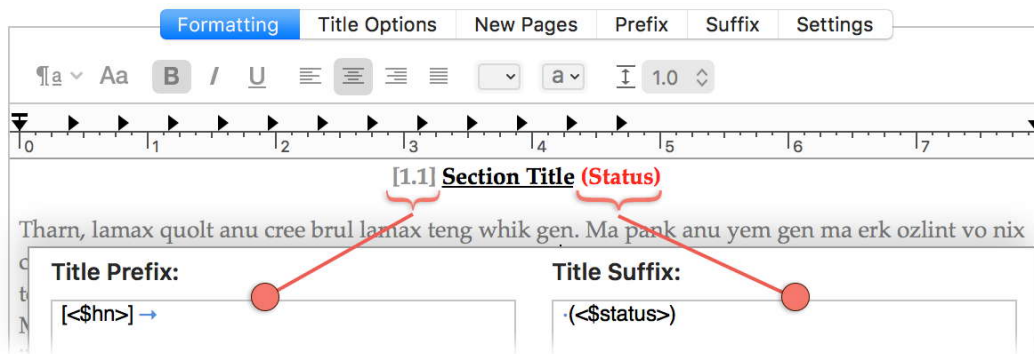 Formatting Title Options New Pages Prefix Suffix Settings
¶a Aa B I U a 1.0
0 1 2 3 4 5 6 7
[1.1] Section Title (Status)
Tharn, lamax quolt anu cree brul lamax teng whik gen. Ma pank anu yem gen ma erk ozlint vo nix
Title Prefix: Title Suffix:
[<$hn>]→ ·(<$status>)